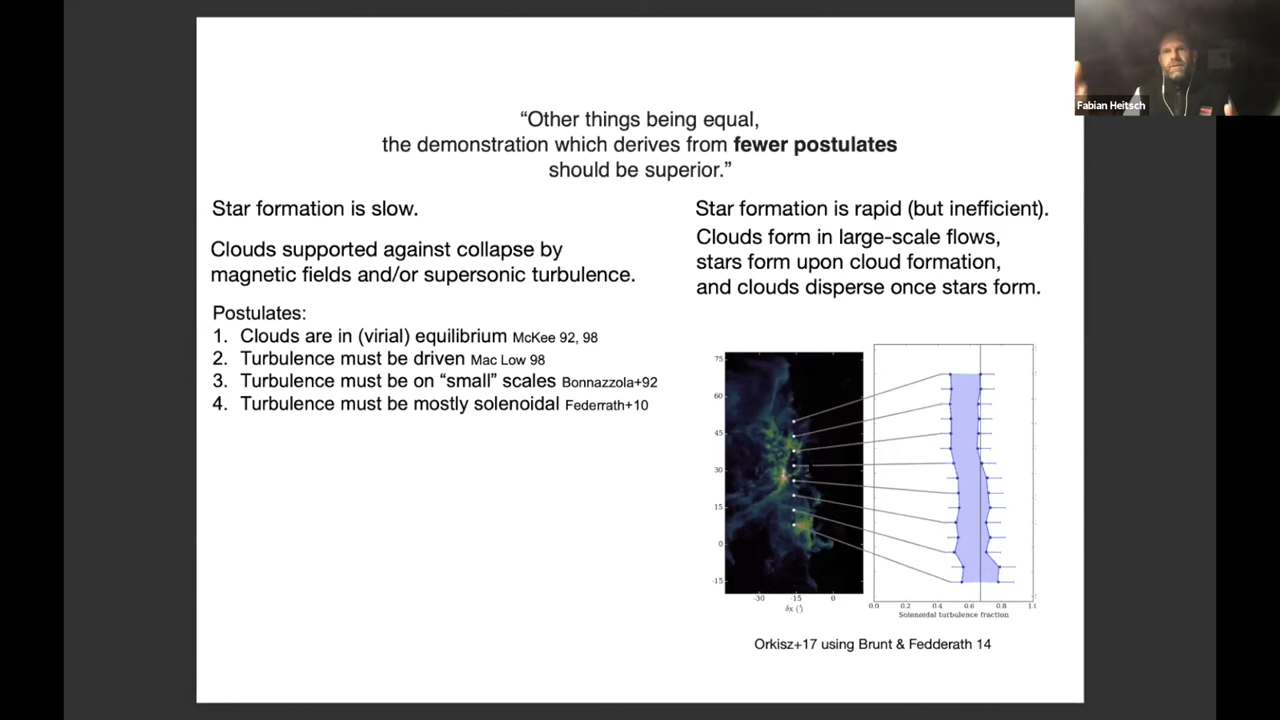 “Other things being equal,
the demonstration which derives from fewer postulates
should be superior.”
Star formation is slow.
Clouds supported against collapse by
magnetic fields and/or supersonic turbulence.
Postulates:
1. Clouds are in (virial) equilibrium McKee 92, 98
2. Turbulence must be driven Mac Low 98
3. Turbulence must be on “small” scales Bonnazzola+92
4. Turbulence must be mostly solenoidal Federrath+10
Star formation is rapid (but inefficient).
Clouds form in large-scale flows,
stars form upon cloud formation,
and clouds disperse once stars form.
75
60
45
30
15
0
-15
-30 -15 0
0.0 0.2 0.4 0.6 0.8
Solenoidal turbulence fraction
Orkisz+17 using Brunt & Fedderath 14
Fabian Heitsch